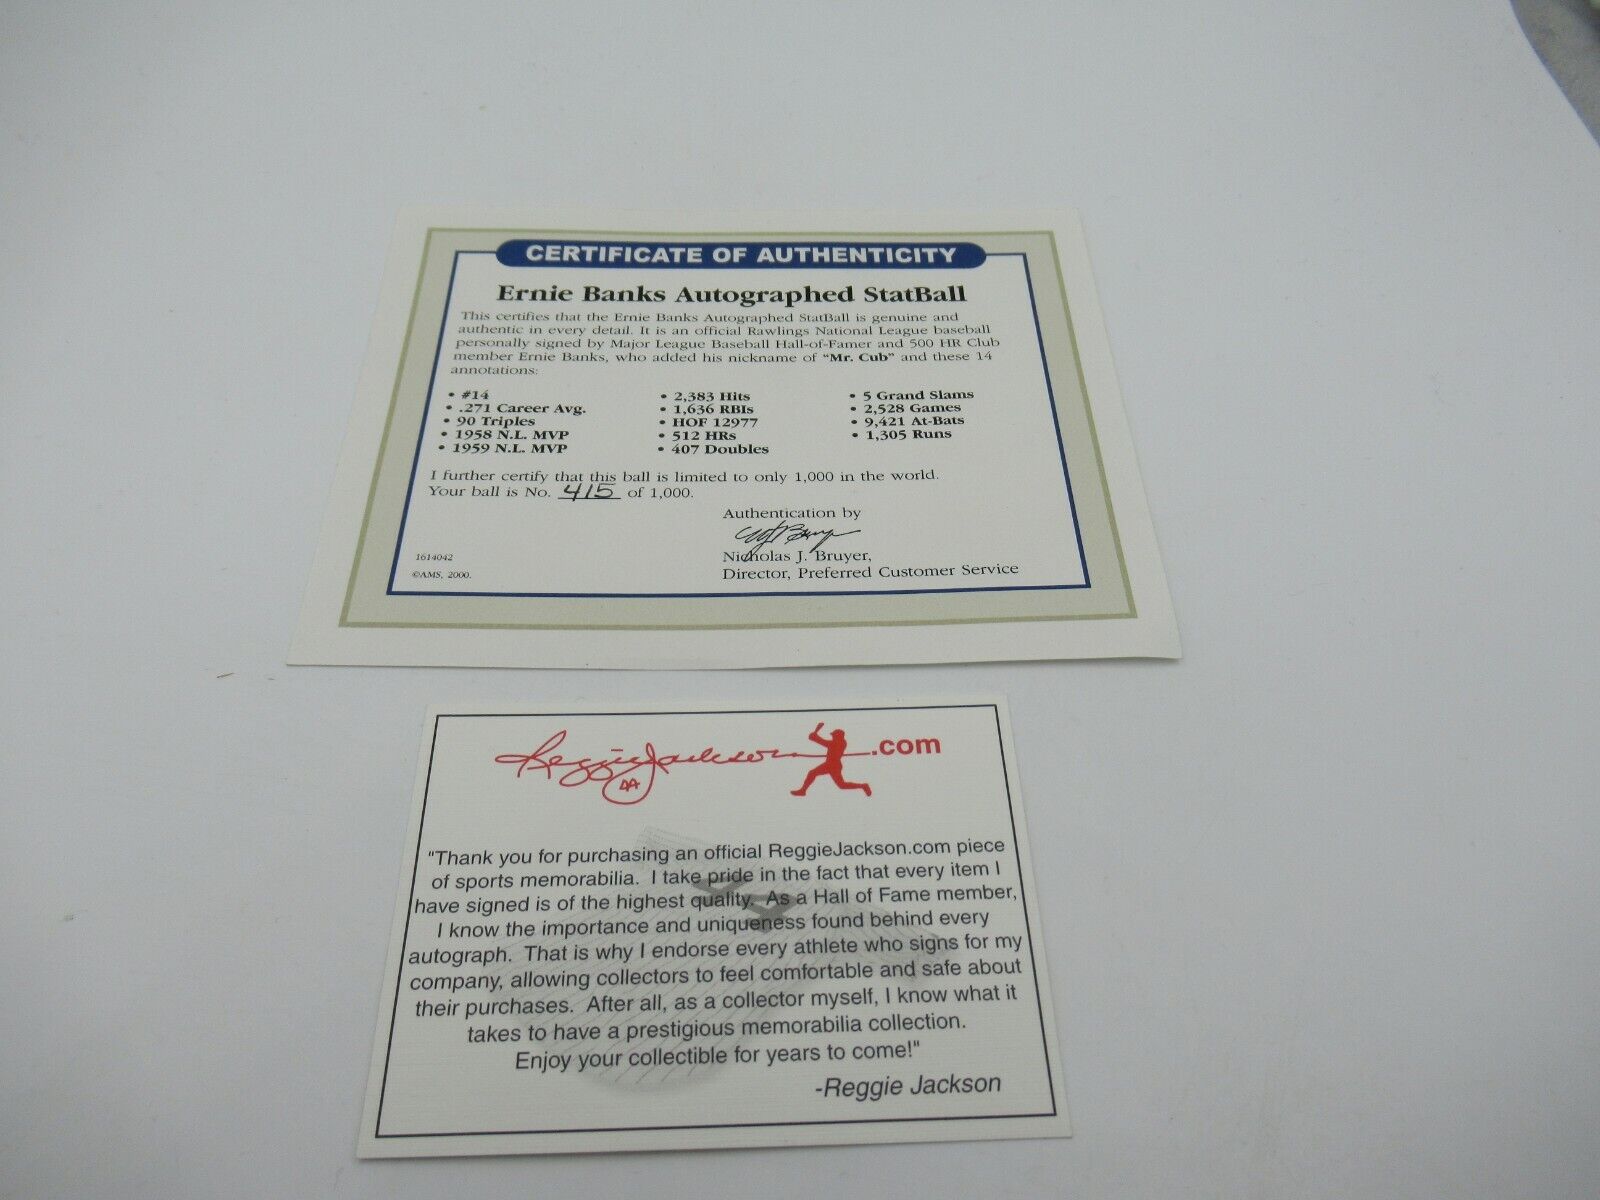 CERTIFICATE OF AUTHENTICITY
Ernie Banks Autographed StatBall
This certifies that the Ernie Banks Autographed StatBall is genuine and
authentic in every detail. It is an official Rawlings National League baseball
personally signed by Major League Baseball Hall-of-Famer and 500 HR Club
member Ernie Banks, who added his nickname of "Mr. Cub" and these 14
annotations:
• #14
• .271 Career Avg.
• 90 Triples
• 1958 N.L. MVP
• 1959 N.L. MVP
• 2,383 Hits
• 1,636 RBIs
• HOF 12977
• 512 HRs
• 407 Doubles
• 5 Grand Slams
• 2,528 Games
• 9,421 At-Bats
• 1,305 Runs
I further certify that this ball is limited to only 1,000 in the world.
Your ball is No. 415 of 1,000.
Authentication by
Nicholas J. Bruyer,
Director, Preferred Customer Service
1614042
©AMS, 2000.
Reggie Jackson .com
"Thank you for purchasing an official ReggieJackson.com piece
of sports memorabilia. I take pride in the fact that every item I
have signed is of the highest quality. As a Hall of Fame member,
I know the importance and uniqueness found behind every
autograph. That is why I endorse every athlete who signs for my
company, allowing collectors to feel comfortable and safe about
their purchases. After all, as a collector myself, I know what it
takes to have a prestigious memorabilia collection.
Enjoy your collectible for years to come!"
-Reggie Jackson